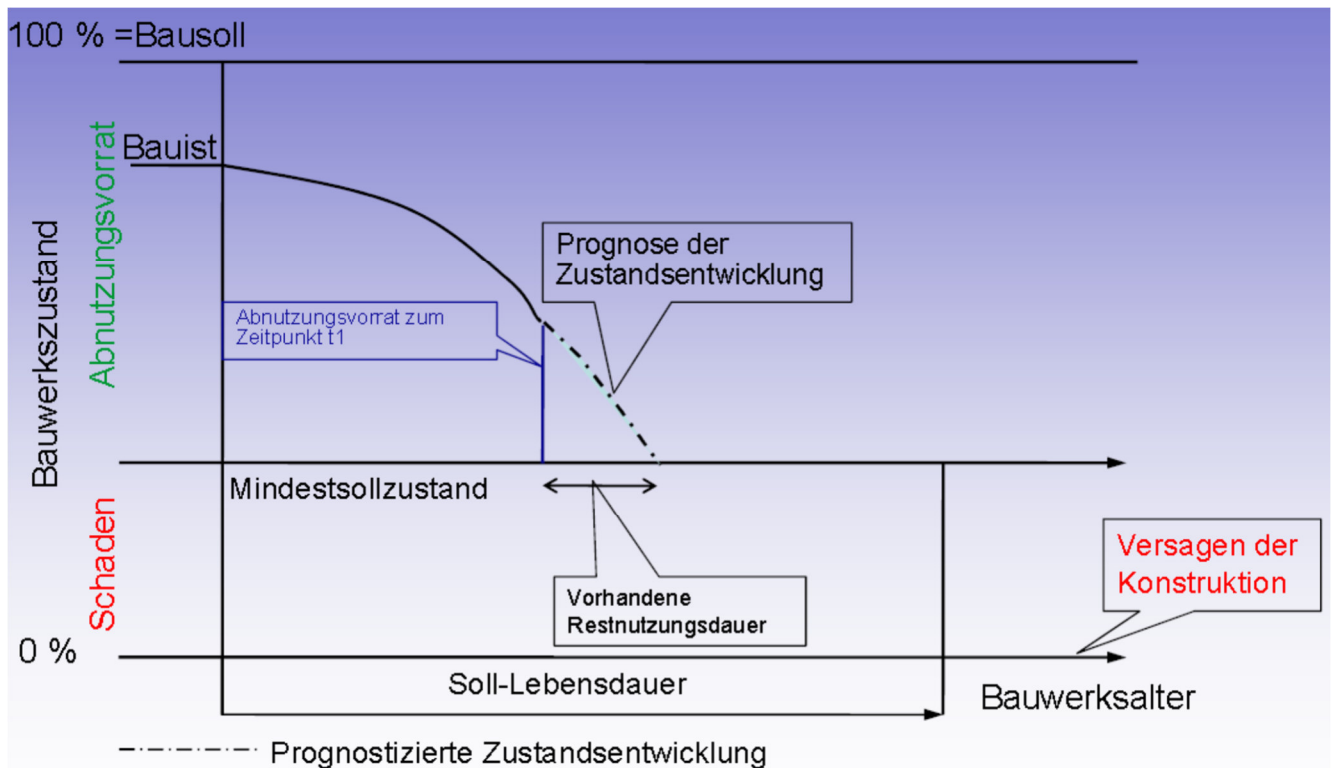 100 % =Bausoll
Bauist
Bauwerkszustand
Abnutzungsvorrat
Prognose der
Zustandsentwicklung
Abnutzungsvorrat zum
Zeitpunkt t1
Mindestsollzustand
Schaden
Vorhandene
Restnutzungsdauer
Versagen der
Konstruktion
0 %
Soll-Lebensdauer
Bauwerksalter
Prognostizierte Zustandsentwicklung